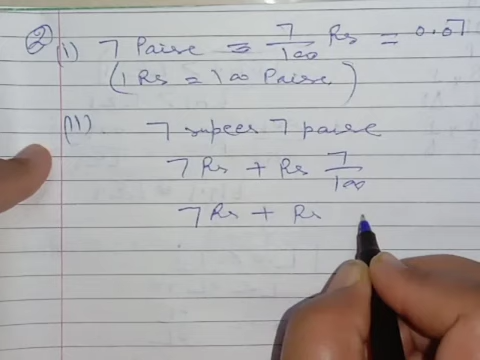 ② (i) 7 Paise = 7/100 Rs = 0.07
(1 Rs = 100 Paise)
(ii). 7 rupees 7 paise
7 Rs + Rs 7/100
7 Rs + Rs